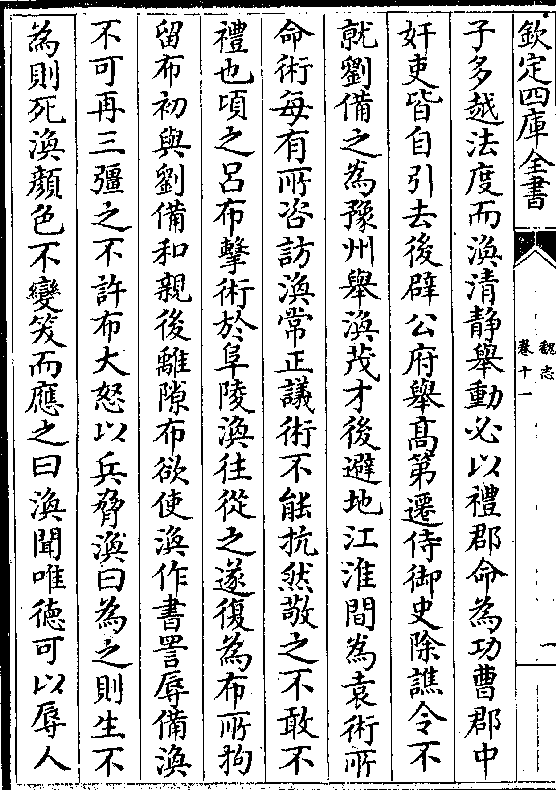 欽定四庫全書
魏志
卷十一
一
子多越法度而渙清静舉動必以禮郡命為功曹郡中
奸吏皆自引去後辟公府舉髙第遷侍御史除譙令不
就劉備之為豫州舉渙茂才後避地江淮間為袁術所
命術每有所咨訪渙常正議術不能抗然敬之不敢不
禮也頃之吕布擊術於阜陵渙往從之遂復為布所拘
留布初與劉備和親後離隙布欲使渙作書詈辱備渙
不可再三彊之不許布大怒以兵脅渙曰為之則生不
為則死渙顔色不變笑而應之曰渙聞唯徳可以辱人